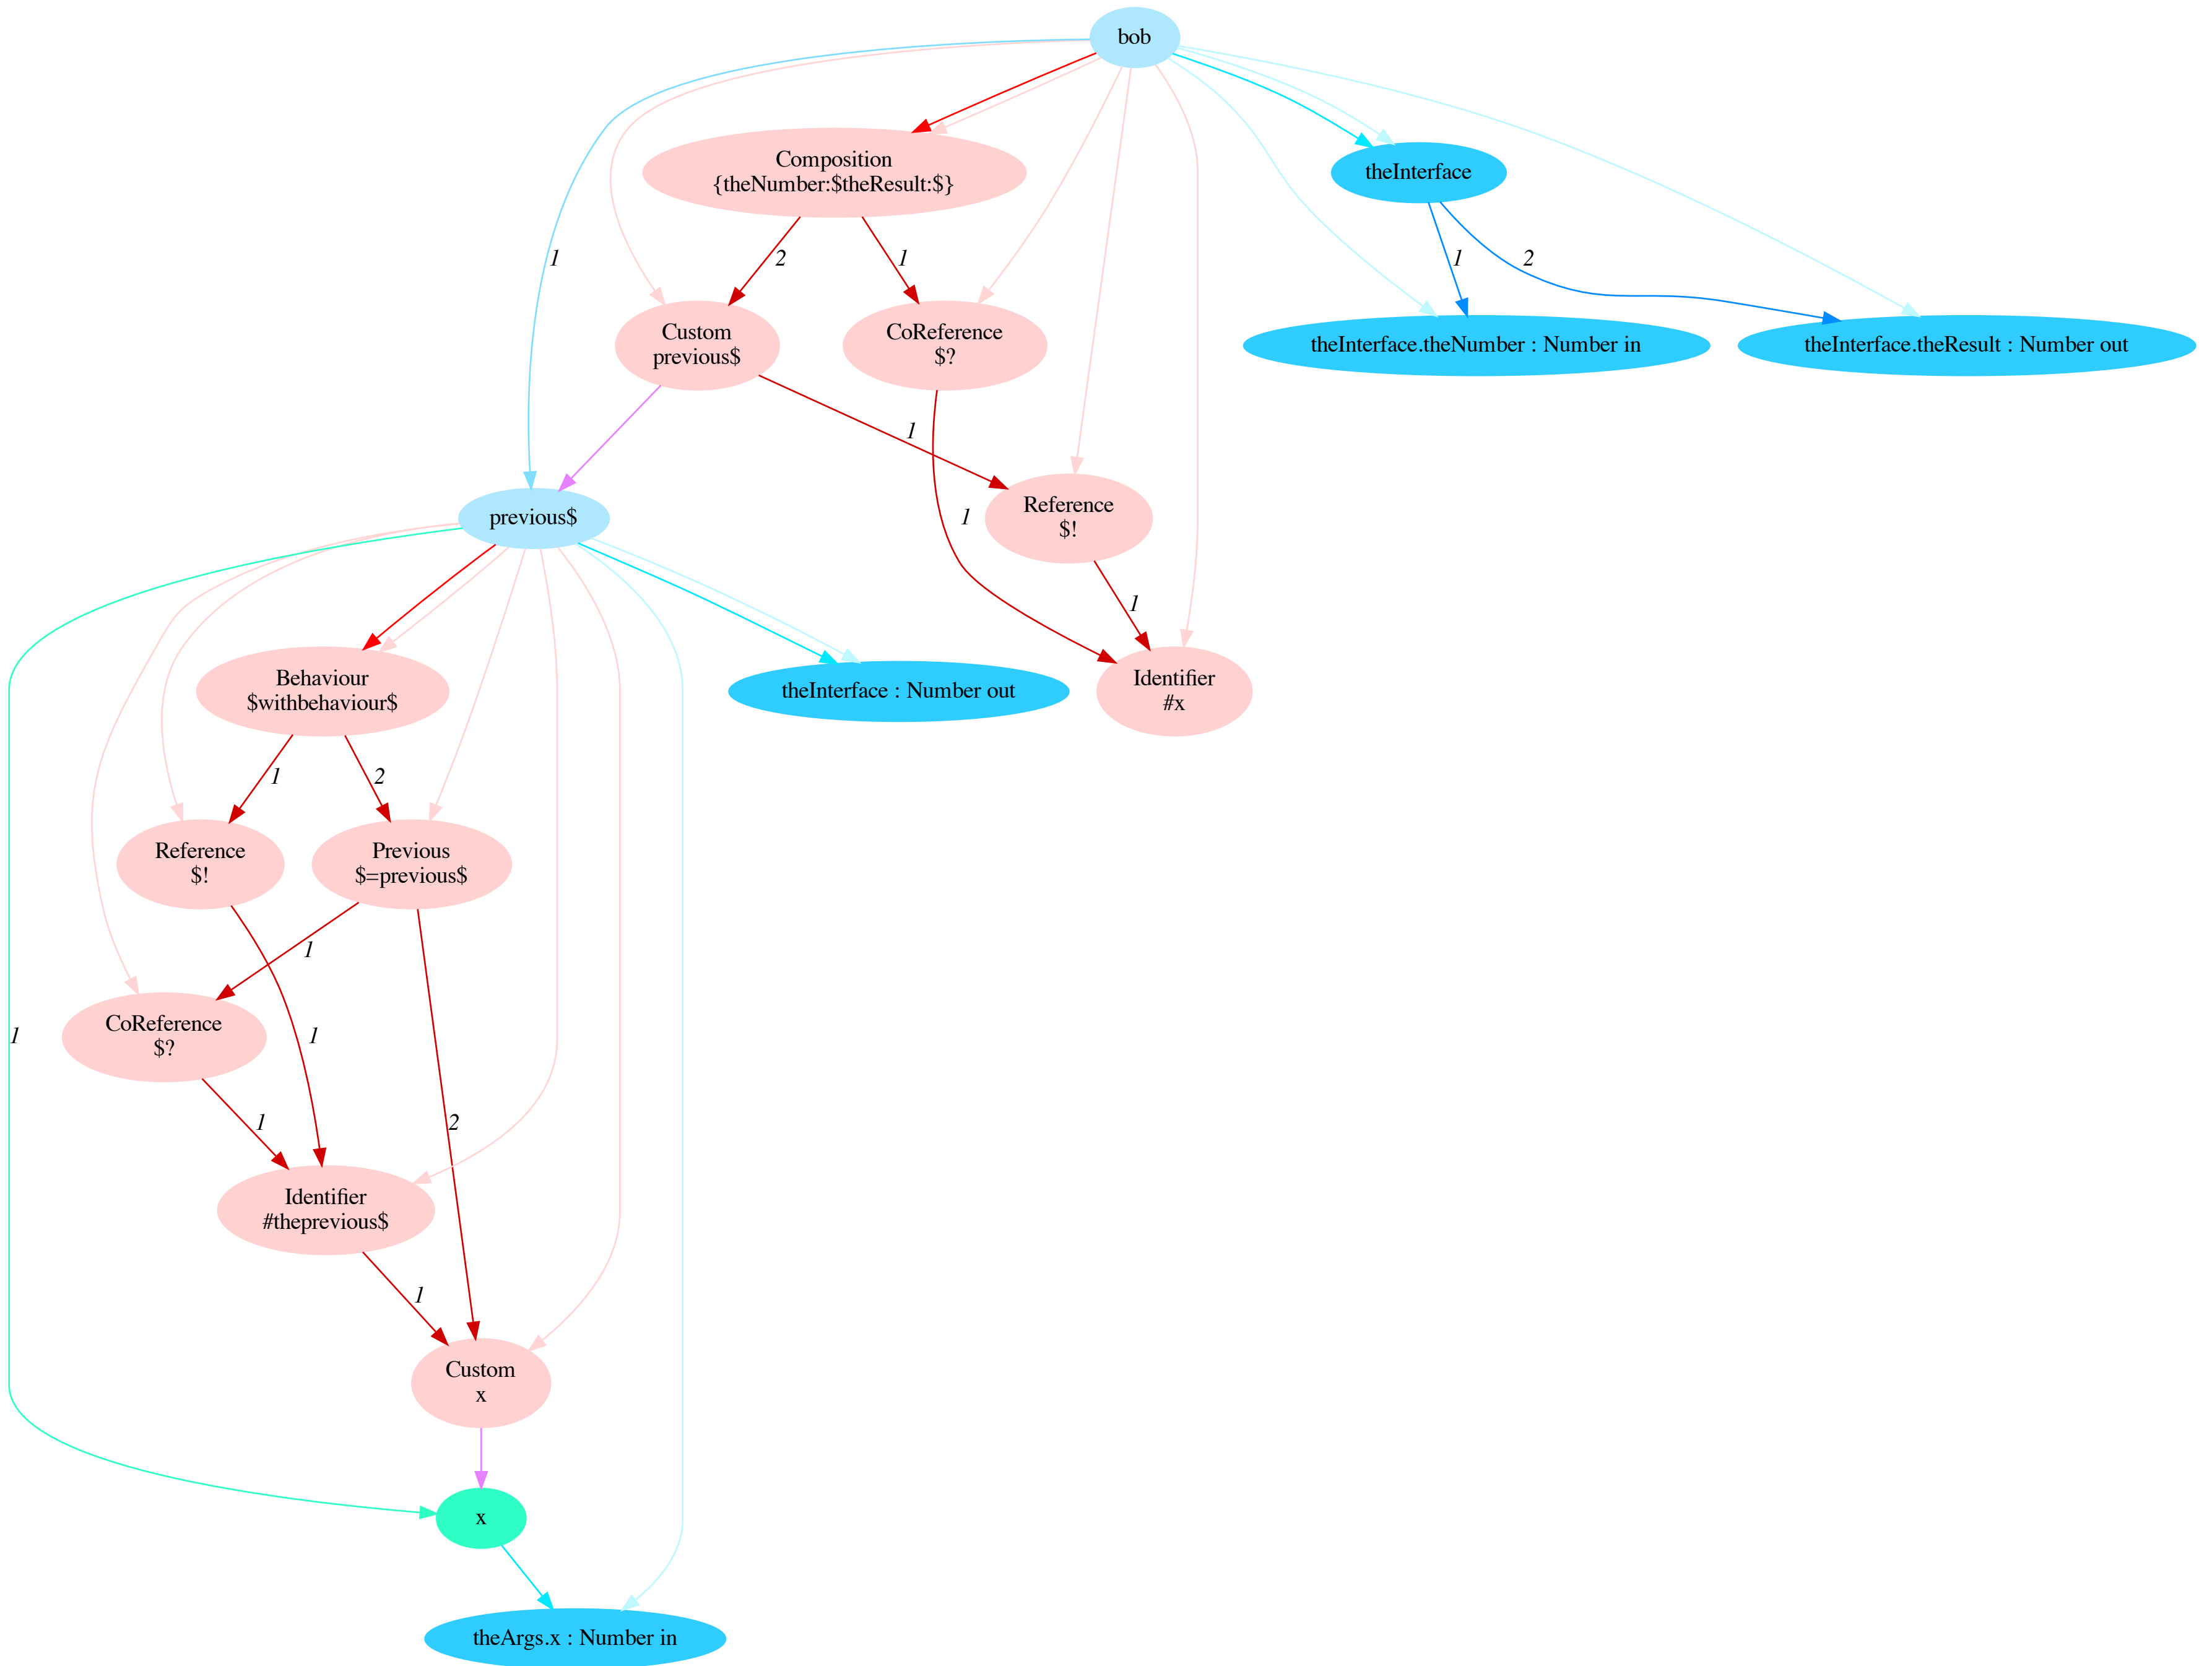 bob
Composition
{theNumber:$theResult:$}
theInterface
1
2
1
1
2
Custom
previous$
CoReference
$?
theInterface.theNumber : Number in
theInterface.theResult : Number out
1
previous$
Reference
$!
1
1
Behaviour
$withbehaviour$
theInterface : Number out
Identifier
#x
1
2
Reference
$!
Previous
$=previous$
1
CoReference
$?
1
1
1
2
Identifier
#theprevious$
1
Custom
x
x
theArgs.x : Number in